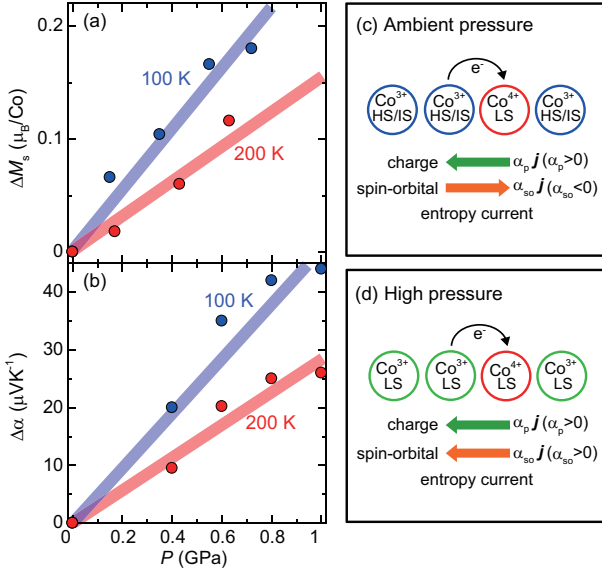 (a)
0.2
0.1
0
ΔMs (μB/Co)
100 K
200 K
(b)
40
30
20
10
0
Δα (μVK⁻¹)
100 K
200 K
0 0.2 0.4 0.6 0.8 1
P (GPa)
(c) Ambient pressure
e⁻
Co³⁺ Co³⁺ Co⁴⁺ Co³⁺
HS/IS HS/IS LS HS/IS
charge αp j (αp>0)
spin-orbital αso j (αso<0)
entropy current
(d) High pressure
e⁻
Co³⁺ Co³⁺ Co⁴⁺ Co³⁺
LS LS LS LS
charge αp j (αp>0)
spin-orbital αso j (αso>0)
entropy current